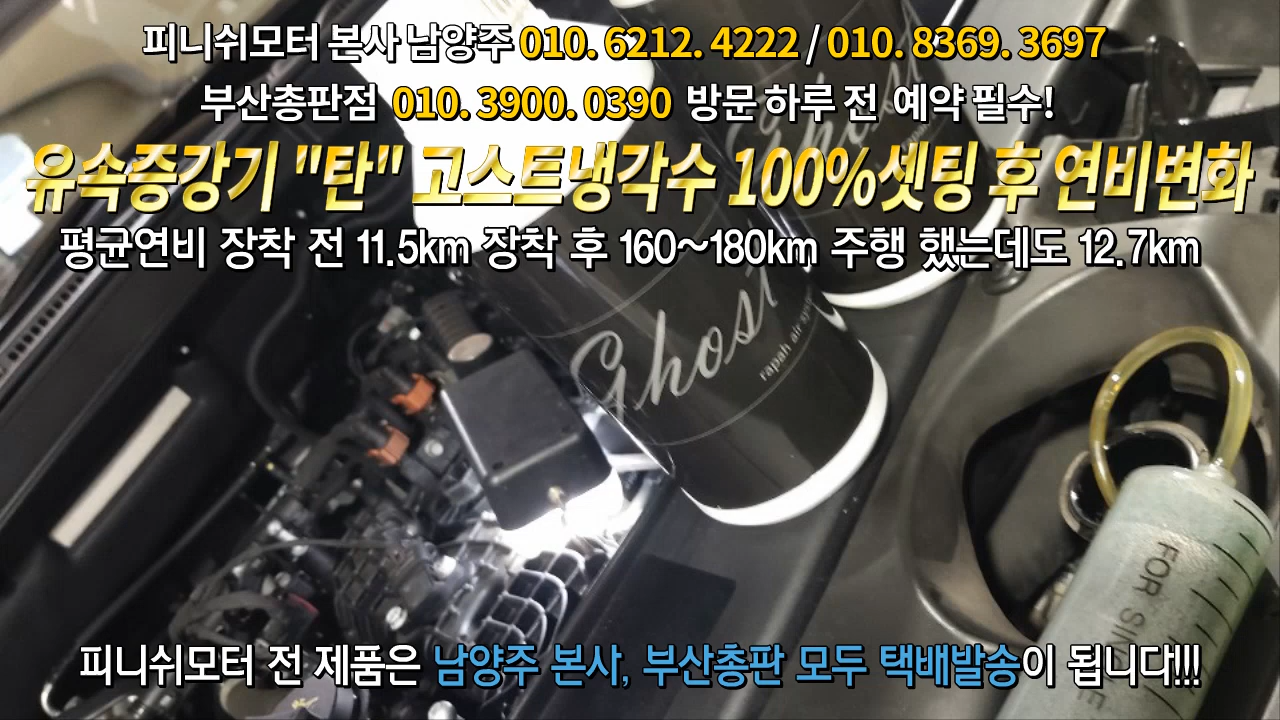 피니쉬모터 본사 남양주 010. 6212. 4222 / 010. 8369. 3697
부산총판점 010. 3900. 0390 방문 하루 전 예약 필수!
유속증강기 "탄" 고스트냉각수 100%셋팅 후 연비변화
평균연비 장착 전 11.5km 장착 후 160~180km 주행 했는데도 12.7km
Ghost
Ghost
rapah air
FOR SIN
피니쉬모터 전 제품은 남양주 본사, 부산총판 모두 택배발송이 됩니다!!!